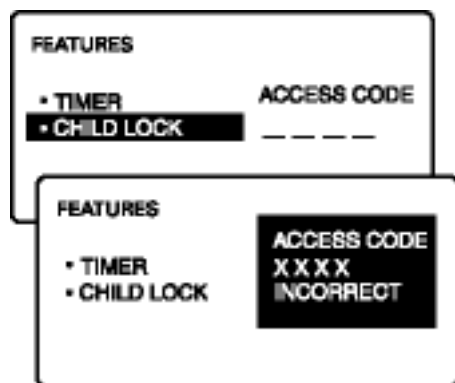 FEATURES
• TIMER
ACCESS CODE
• CHILD LOCK
_ _ _ _
FEATURES
ACCESS CODE
• TIMER
X X X X
• CHILD LOCK
INCORRECT